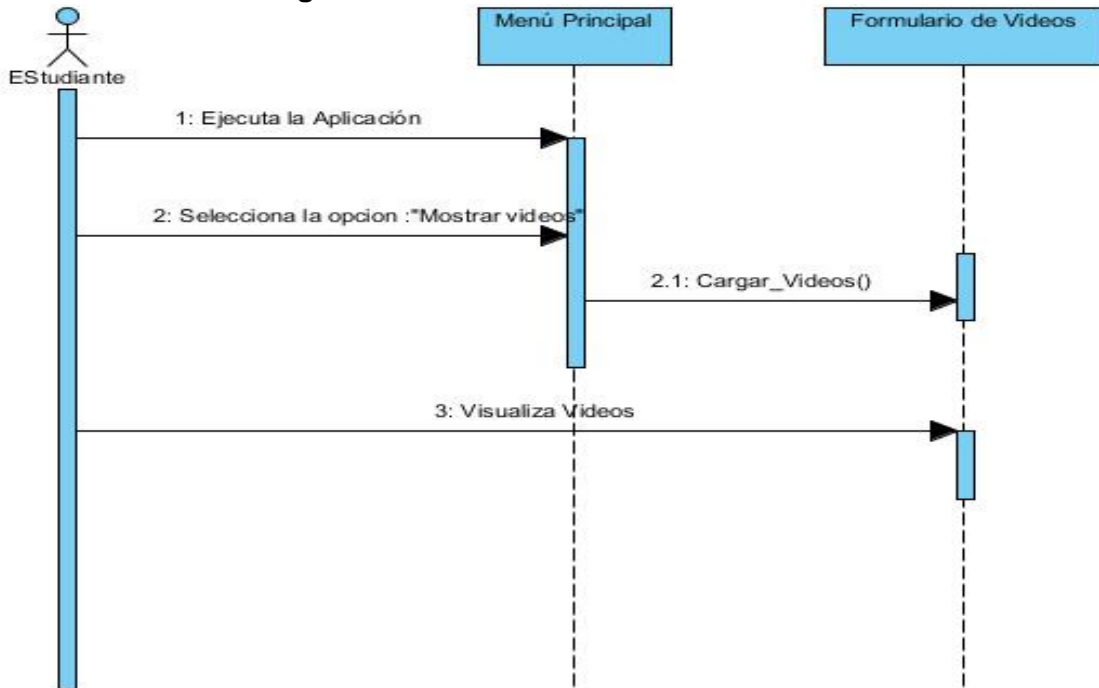 Menú Principal
Formulario de Videos
EStudiante
1: Ejecuta la Aplicación
2: Selecciona la opcion :"Mostrar videos"
2.1: Cargar_Videos()
3: Visualiza Videos